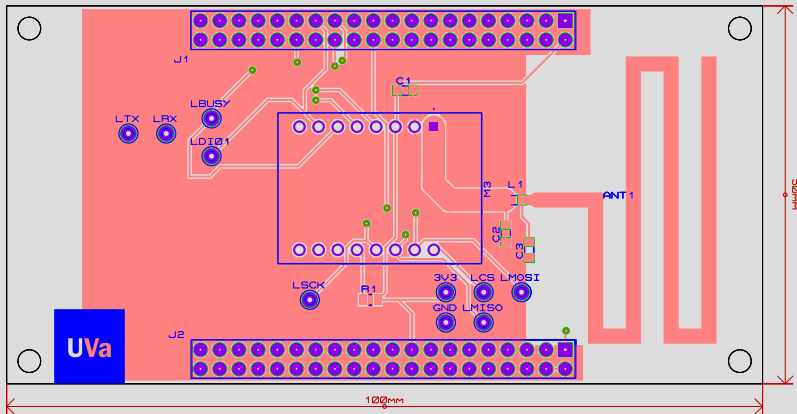 J1
C1
LBUSY
LTX
LRX
LDIO1
M3
L1
ANT1
C2
C3
LSCK
R1
3V3
LCS
LMOSI
GND
LMISO
J2
UVa
100MM
50MM